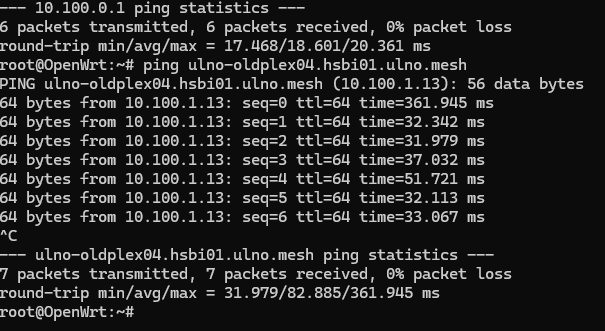 --- 10.100.0.1 ping statistics ---
6 packets transmitted, 6 packets received, 0% packet loss
round-trip min/avg/max = 17.468/18.601/20.361 ms
root@OpenWrt:~# ping ulno-oldplex04.hsbi01.ulno.mesh
PING ulno-oldplex04.hsbi01.ulno.mesh (10.100.1.13): 56 data bytes
64 bytes from 10.100.1.13: seq=0 ttl=64 time=361.945 ms
64 bytes from 10.100.1.13: seq=1 ttl=64 time=32.342 ms
64 bytes from 10.100.1.13: seq=2 ttl=64 time=31.979 ms
64 bytes from 10.100.1.13: seq=3 ttl=64 time=37.032 ms
64 bytes from 10.100.1.13: seq=4 ttl=64 time=51.721 ms
64 bytes from 10.100.1.13: seq=5 ttl=64 time=32.113 ms
64 bytes from 10.100.1.13: seq=6 ttl=64 time=33.067 ms
^C
--- ulno-oldplex04.hsbi01.ulno.mesh ping statistics ---
7 packets transmitted, 7 packets received, 0% packet loss
round-trip min/avg/max = 31.979/82.885/361.945 ms
root@OpenWrt:~#